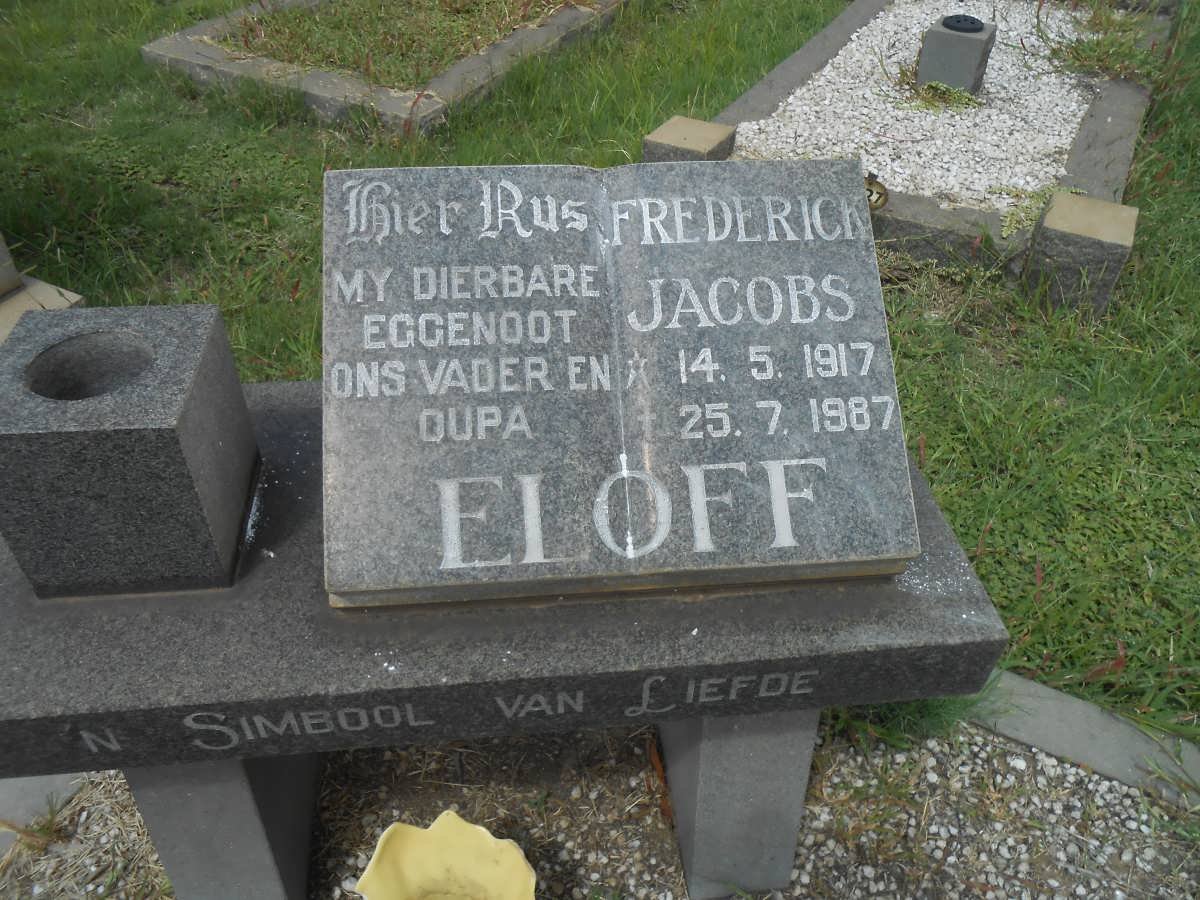 Hier Rus
MY DIERBARE
EGGENOOT
ONS VADER EN
OUPA
FREDERICK
JACOBS
* 14. 5. 1917
† 25. 7. 1987
ELOFF
'N SIMBOOL VAN LIEFDE